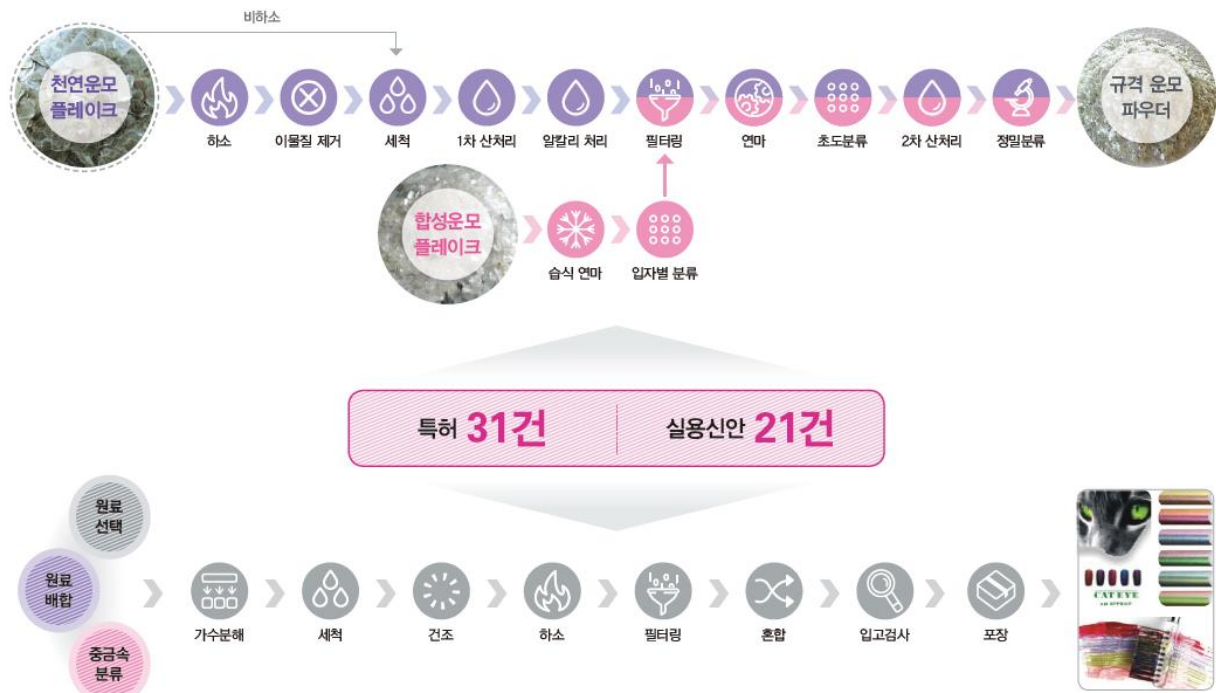 비하소
천연운모
플레이크
하소
이물질 제거
세척
1차 산처리
알칼리 처리
필터링
연마
초도분류
2차 산처리
정밀분류
규격 운모
파우더
합성운모
플레이크
습식 연마
입자별 분류
특허 31건
실용신안 21건
원료
선택
원료
배합
중금속
분류
가수분해
세척
건조
하소
필터링
혼합
입고검사
포장
CAT EYE